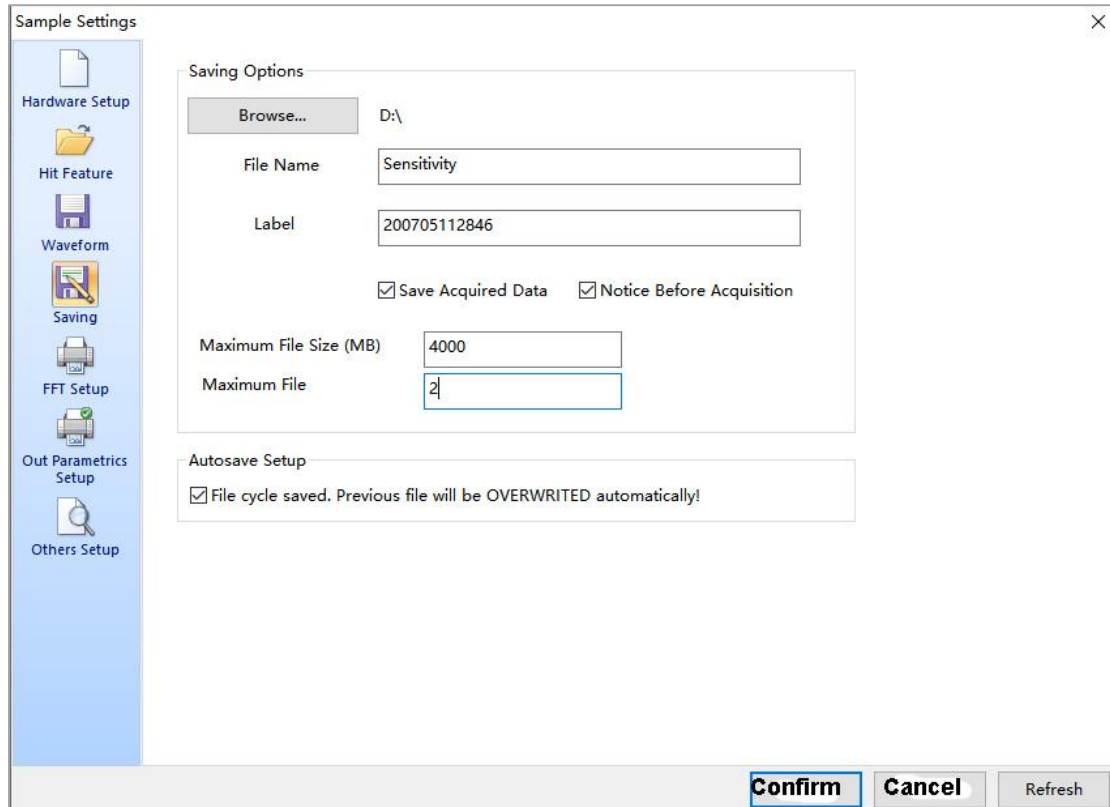 Sample Settings
Hardware Setup
Hit Feature
Waveform
Saving
FFT Setup
Out Parametrics
Setup
Others Setup
Saving Options
Browse...
D:\
File Name
Sensitivity
Label
200705112846
Save Acquired Data
Notice Before Acquisition
Maximum File Size (MB)
4000
Maximum File
2
Autosave Setup
File cycle saved. Previous file will be OVERWRITED automatically!
Confirm
Cancel
Refresh